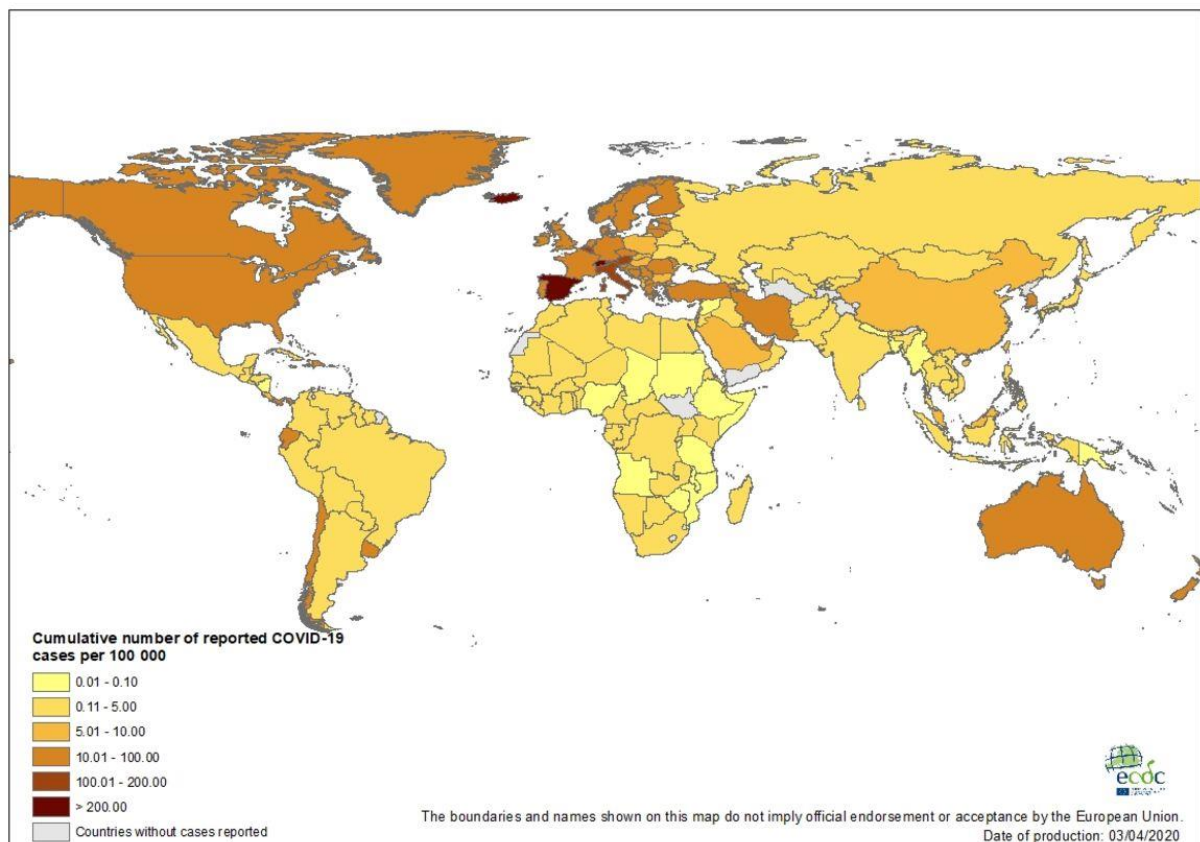 Cumulative number of reported COVID-19
cases per 100 000
0.01 - 0.10
0.11 - 5.00
5.01 - 10.00
10.01 - 100.00
100.01 - 200.00
> 200.00
Countries without cases reported
ecdc
The boundaries and names shown on this map do not imply official endorsement or acceptance by the European Union.
Date of production: 03/04/2020